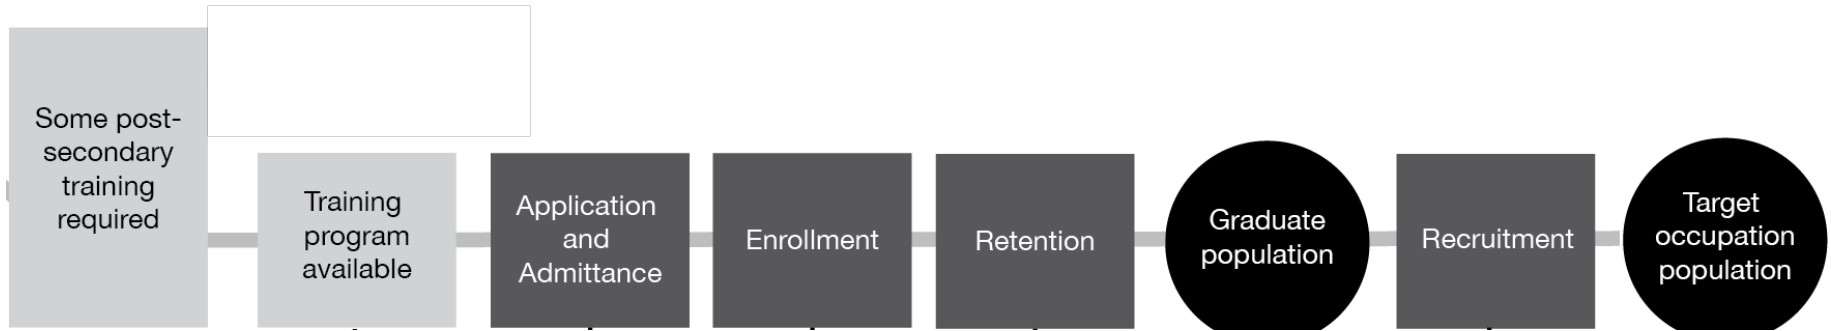 Some post-
secondary
training
required
Training
program
available
Application
and
Admittance
Enrollment
Retention
Graduate
population
Recruitment
Target
occupation
population